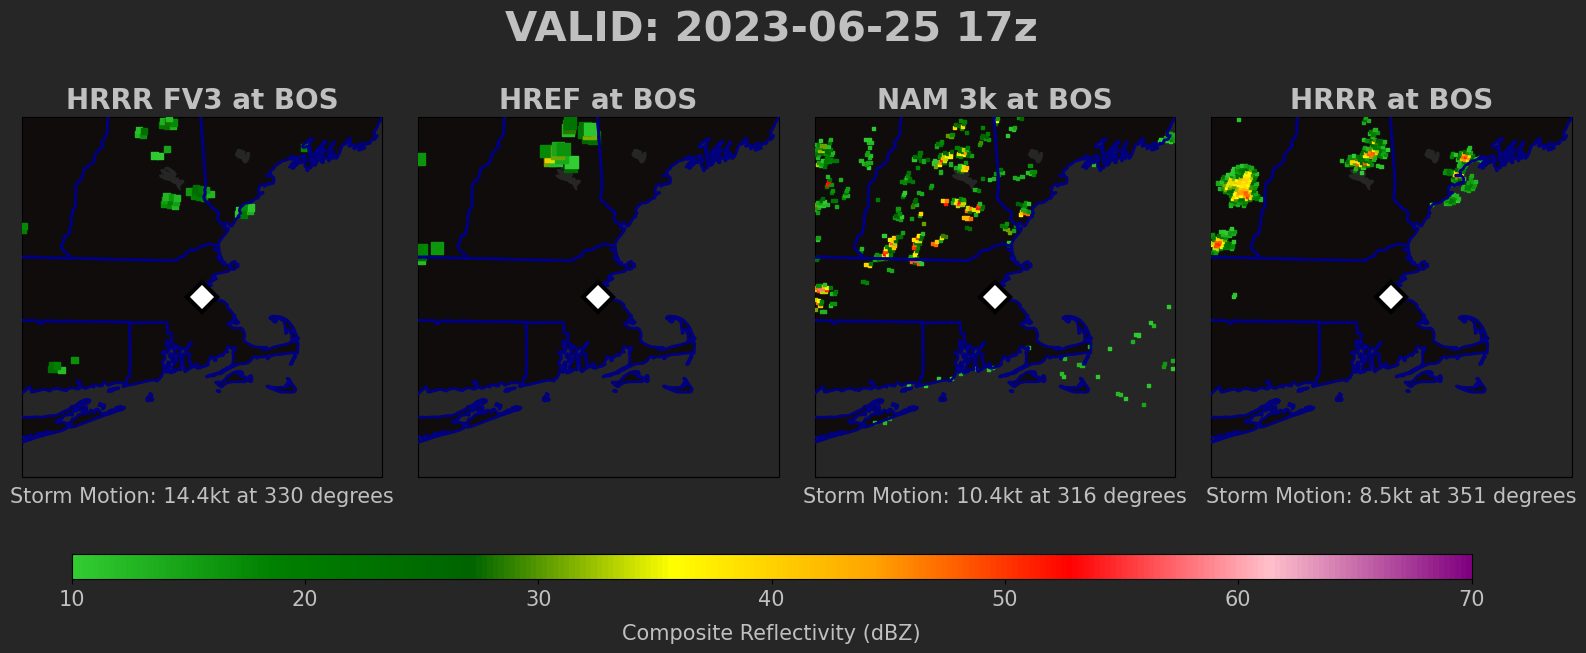 VALID: 2023-06-25 17z
HRRR FV3 at BOS
HREF at BOS
NAM 3k at BOS
HRRR at BOS
Storm Motion: 14.4kt at 330 degrees
Storm Motion: 10.4kt at 316 degrees
Storm Motion: 8.5kt at 351 degrees
10 20 30 40 50 60 70
Composite Reflectivity (dBZ)